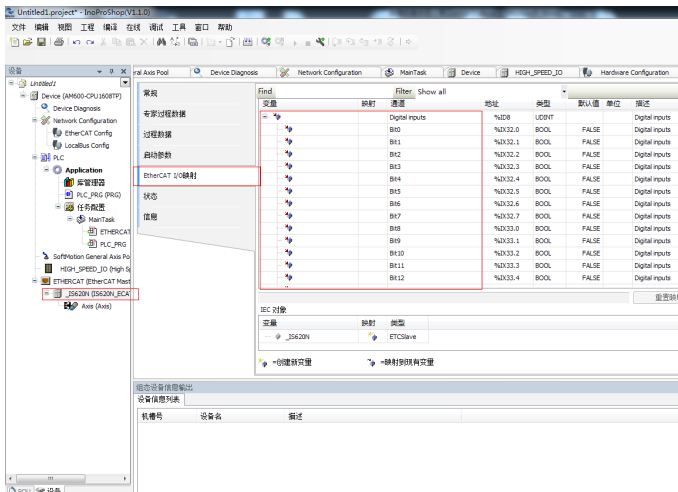 Untitled1.project* - InoProShop(V1.1.0)
文件 编辑 视图 工程 编译 在线 调试 工具 窗口 帮助
设备
ral Axis Pool Device Diagnosis Network Configuration MainTask Device HIGH_SPEED_IO Hardware Configuration
Untitled1
Device (AM600-CPU1608TP)
Device Diagnosis
Network Configuration
EtherCAT Config
LocalBus Config
PLC
Application
库管理器
PLC_PRG (PRG)
任务配置
MainTask
ETHERCA
PLC_PRG
SoftMotion General Axis Po
HIGH_SPEED_IO (High S
ETHERCAT (EtherCAT Mast
_IS620N (IS620N_ECA
Axis (Axis)
常规
专家过程数据
过程数据
启动参数
EtherCAT I/O映射
状态
信息
Find Filter Show all
变量 映射 通道 地址 类型 默认值 单位 描述
Digital inputs %ID8 UDINT Digital inputs
Bit0 %IX32.0 BOOL FALSE Digital inputs
Bit1 %IX32.1 BOOL FALSE Digital inputs
Bit2 %IX32.2 BOOL FALSE Digital inputs
Bit3 %IX32.3 BOOL FALSE Digital inputs
Bit4 %IX32.4 BOOL FALSE Digital inputs
Bit5 %IX32.5 BOOL FALSE Digital inputs
Bit6 %IX32.6 BOOL FALSE Digital inputs
Bit7 %IX32.7 BOOL FALSE Digital inputs
Bit8 %IX33.0 BOOL FALSE Digital inputs
Bit9 %IX33.1 BOOL FALSE Digital inputs
Bit10 %IX33.2 BOOL FALSE Digital inputs
Bit11 %IX33.3 BOOL FALSE Digital inputs
Bit12 %IX33.4 BOOL FALSE Digital inputs
重置映
IEC 对象
变量 映射 类型
_IS620N ETCSlave
=创建新变量 =映射到现有变量
组态设备信息输出
设备信息列表
机槽号 设备名 描述
POU 设备